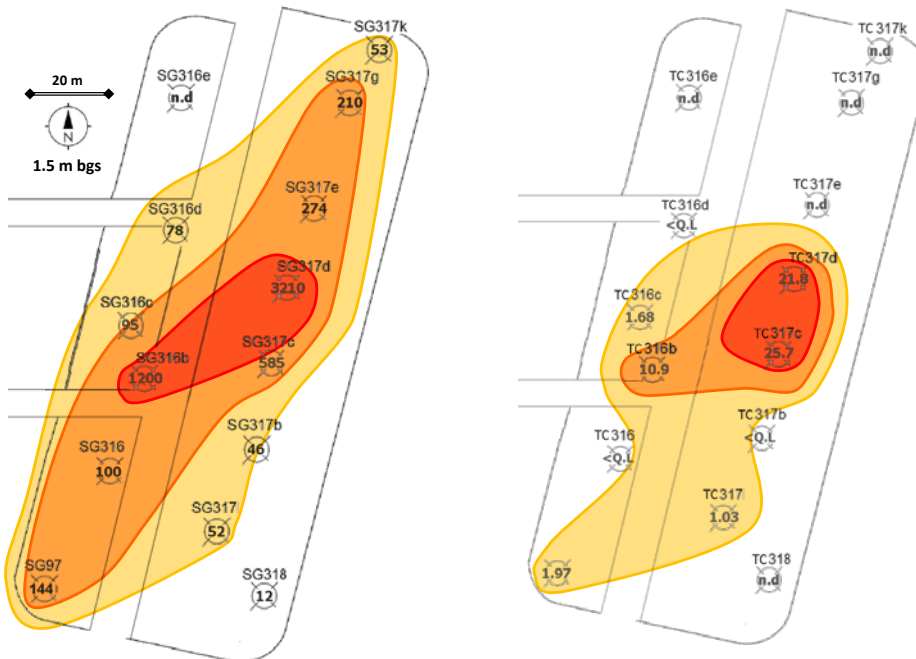 SG317k
53
SG316e
n.d
SG317g
210
20 m
N
1.5 m bgs
SG317e
274
SG316d
78
SG317d
3210
SG316c
95
SG317c
585
SG316b
1200
SG317b
46
SG316
100
SG317
52
SG97
144
SG318
12
TC317k
n.d
TC316e
n.d
TC317g
n.d
TC317e
n.d
TC316d
<Q.L
TC317d
21.8
TC316c
1.68
TC317c
25.7
TC316b
10.9
TC317b
<Q.L
TC316
<Q.L
TC317
1.03
1.97
TC318
n.d